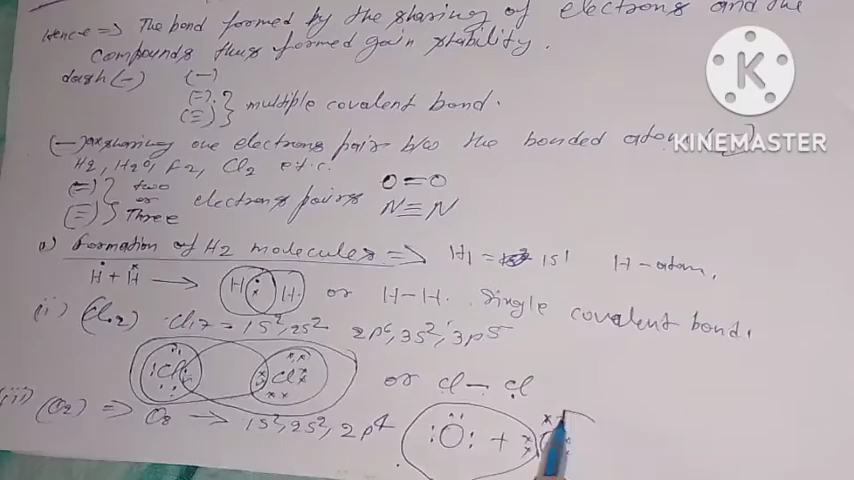 Hence => The bond formed by the sharing of electrons and the
compounds thus formed gain stability.
dash (-) (-)
(=)
(≡) } multiple covalent bond.
(-) sharing one electrons pair b/w the bonded atoms
H2, H2O, F2, Cl2 etc.
(=) } two
or electrons pairs O=O
(≡) } Three N≡N
i) Formation of H2 molecules => H1 = 1s1 H-atom,
H + H → H H or H-H. Single covalent bond.
(ii) (Cl2) Cl17 = 1s2, 2s2 2p6, 3s2, 3p5
Cl Cl or Cl - Cl
(iii) (O2) => O8 → 1s2, 2s2, 2p4 O +
K
KINEMASTER